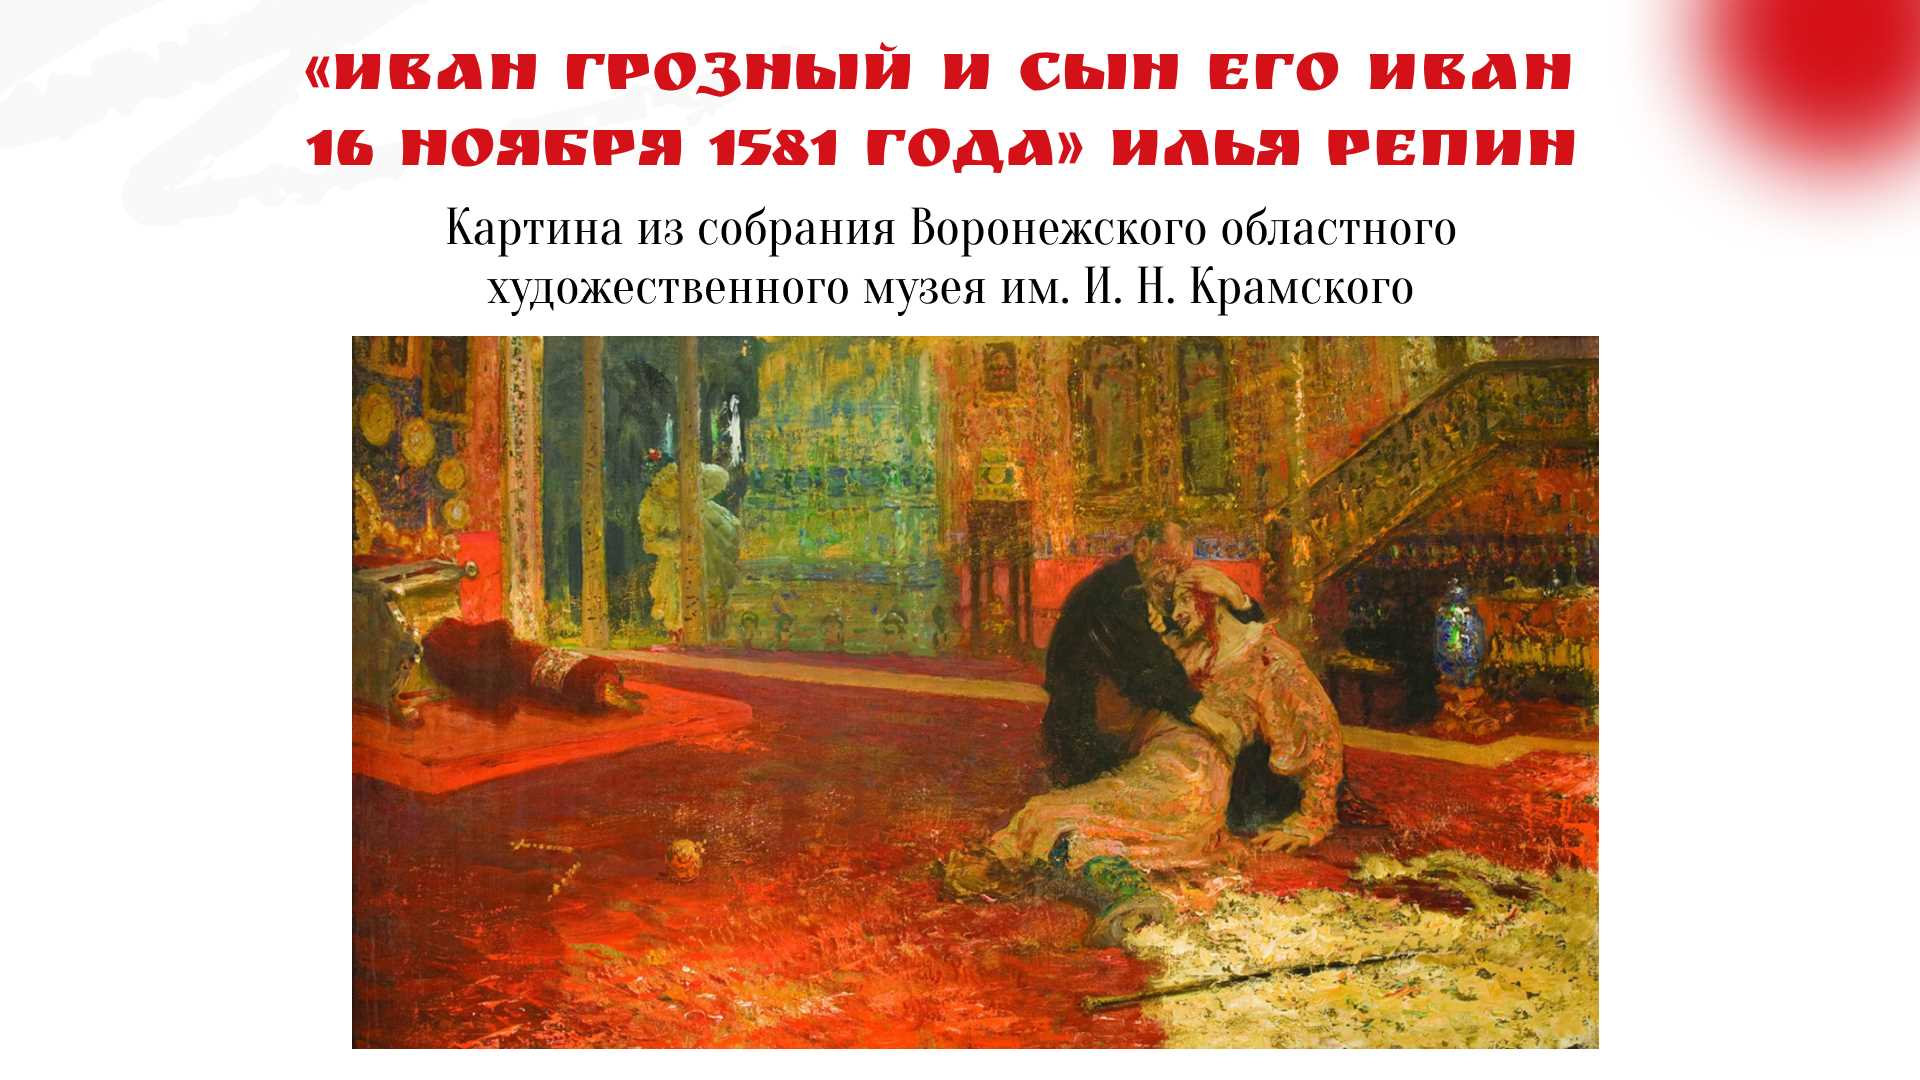 «ИВАН ГРОЗНЫЙ И СЫН ЕГО ИВАН
16 НОЯБРЯ 1581 ГОДА» ИЛЬЯ РЕПИН
Картина из собрания Воронежского областного
художественного музея им. И. Н. Крамского